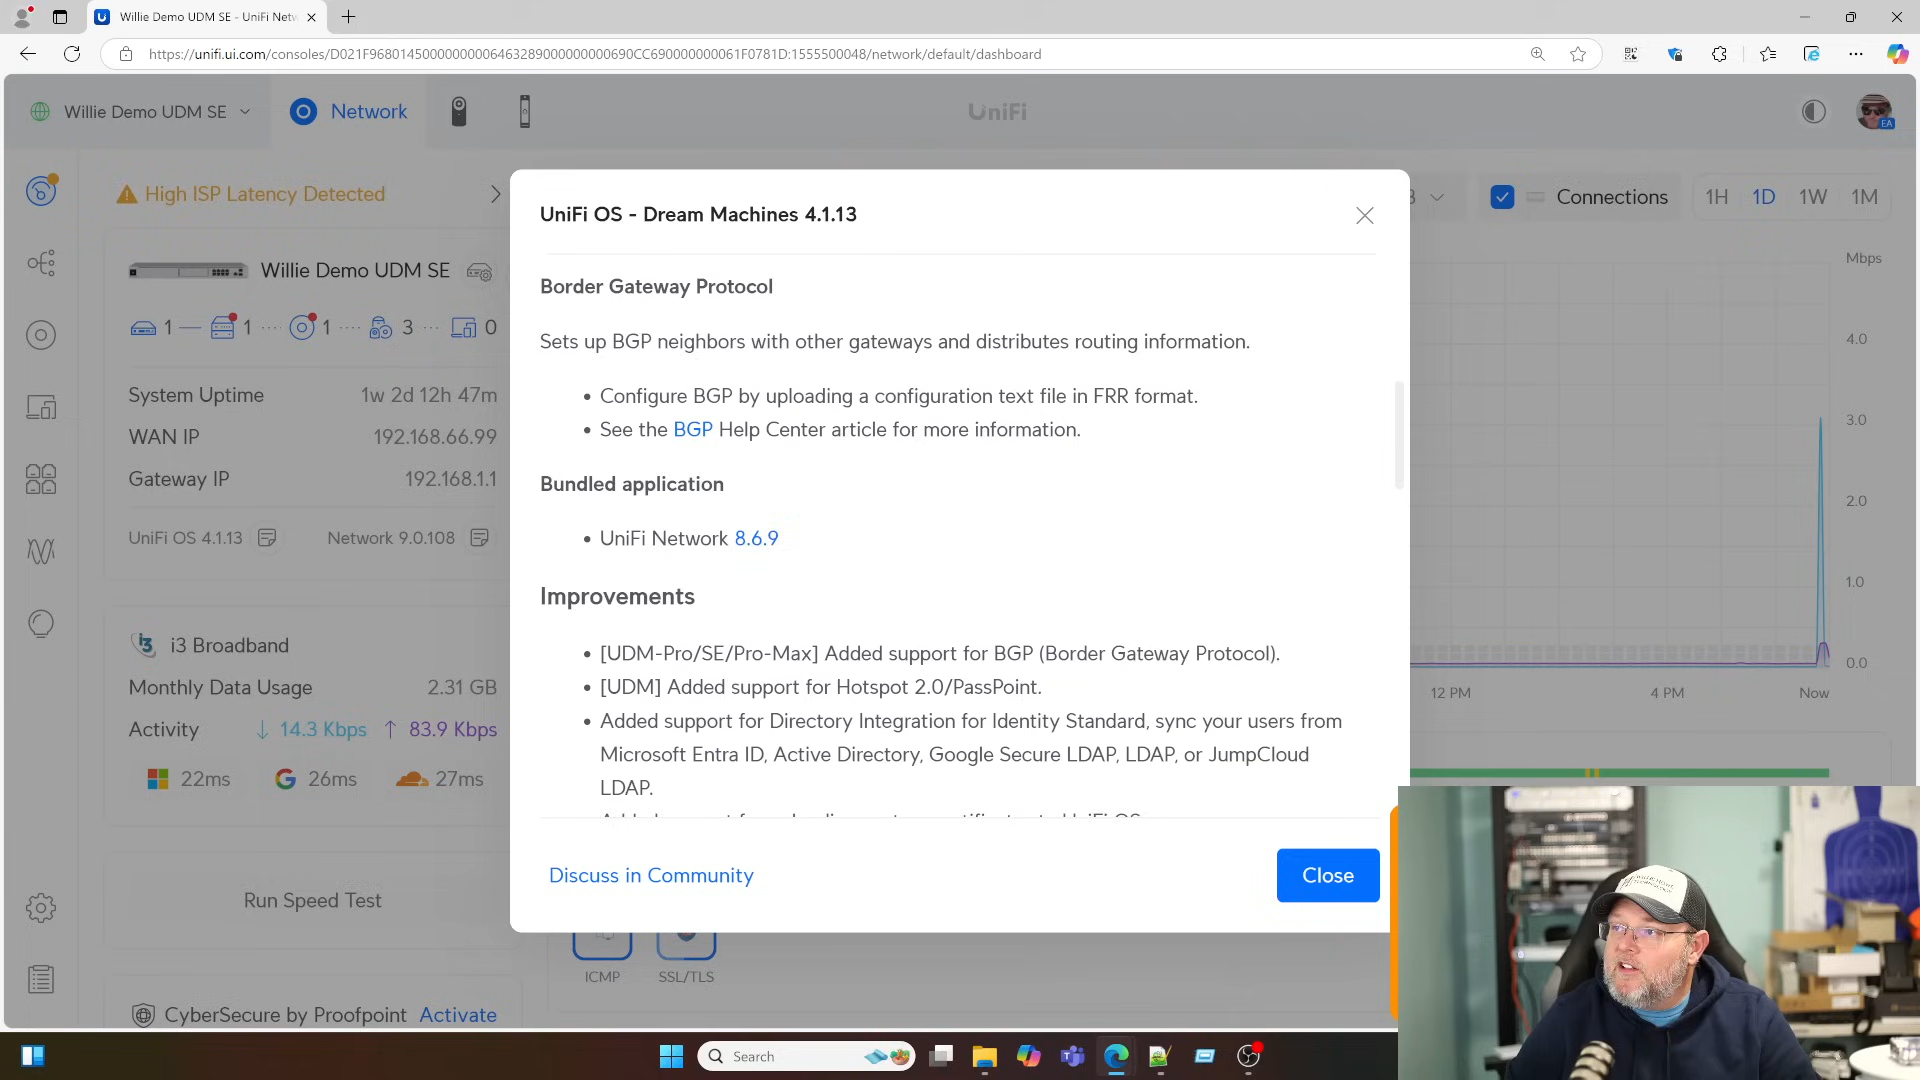 Willie Demo UDM SE - UniFi Netw
https://unifi.ui.com/consoles/D021F96801450000000006463289000000000690CC690000000061F0781D:1555500048/network/default/dashboard
Willie Demo UDM SE
Network
UniFi
EA
High ISP Latency Detected
Connections
1H
1D
1W
1M
Willie Demo UDM SE
1
1
1
3
0
System Uptime 1w 2d 12h 47m
WAN IP 192.168.66.99
Gateway IP 192.168.1.1
UniFi OS 4.1.13
Network 9.0.108
i3 i3 Broadband
Monthly Data Usage 2.31 GB
Activity ↓ 14.3 Kbps ↑ 83.9 Kbps
22ms
26ms
27ms
Run Speed Test
CyberSecure by Proofpoint Activate
UniFi OS - Dream Machines 4.1.13
Border Gateway Protocol
Sets up BGP neighbors with other gateways and distributes routing information.
• Configure BGP by uploading a configuration text file in FRR format.
• See the BGP Help Center article for more information.
Bundled application
• UniFi Network 8.6.9
Improvements
• [UDM-Pro/SE/Pro-Max] Added support for BGP (Border Gateway Protocol).
• [UDM] Added support for Hotspot 2.0/PassPoint.
• Added support for Directory Integration for Identity Standard, sync your users from
Microsoft Entra ID, Active Directory, Google Secure LDAP, LDAP, or JumpCloud
LDAP.
Discuss in Community
Close
Mbps
4.0
3.0
2.0
1.0
0.0
12 PM
4 PM
Now
ICMP
SSL/TLS
Search